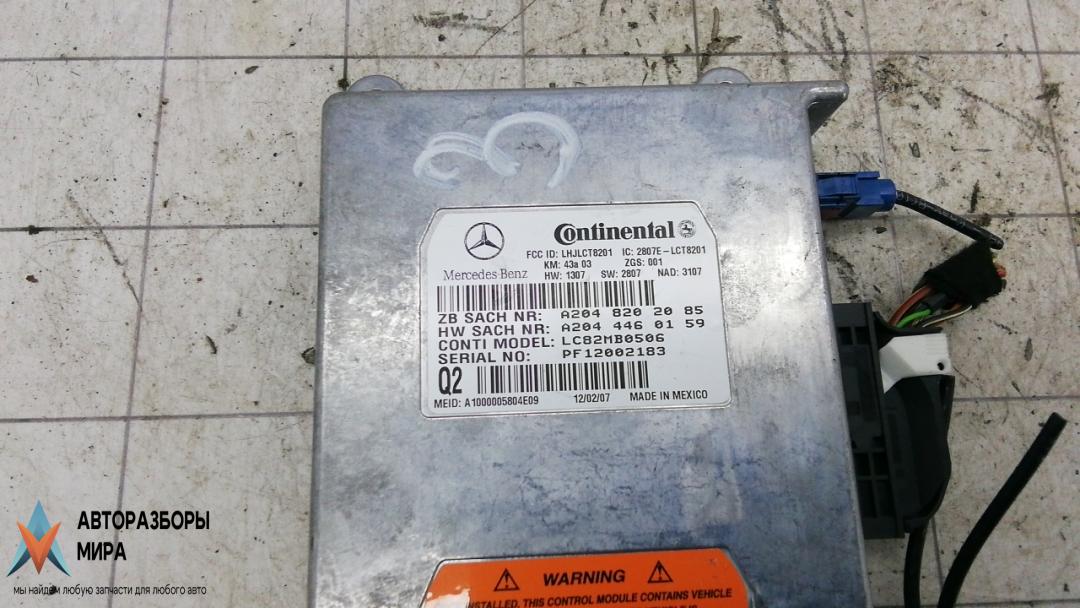 Continental
Mercedes-Benz
FCC ID: LHJLCT8201 IC: 2807E-LCT8201
KM: 43a 03 ZGS: 001
HW: 1307 SW: 2807 NAD: 3107
ZB SACH NR: A204 820 20 85
HW SACH NR: A204 446 01 59
CONTI MODEL: LC82MB0506
SERIAL NO: PF12002183
Q2
MEID: A1000005804E09 12/02/07 MADE IN MEXICO
WARNING
INSTALLED, THIS CONTROL MODULE CONTAINS VEHICLE
АВТОРАЗБОРЫ
МИРА
мы найдем любую запчасти для любого авто